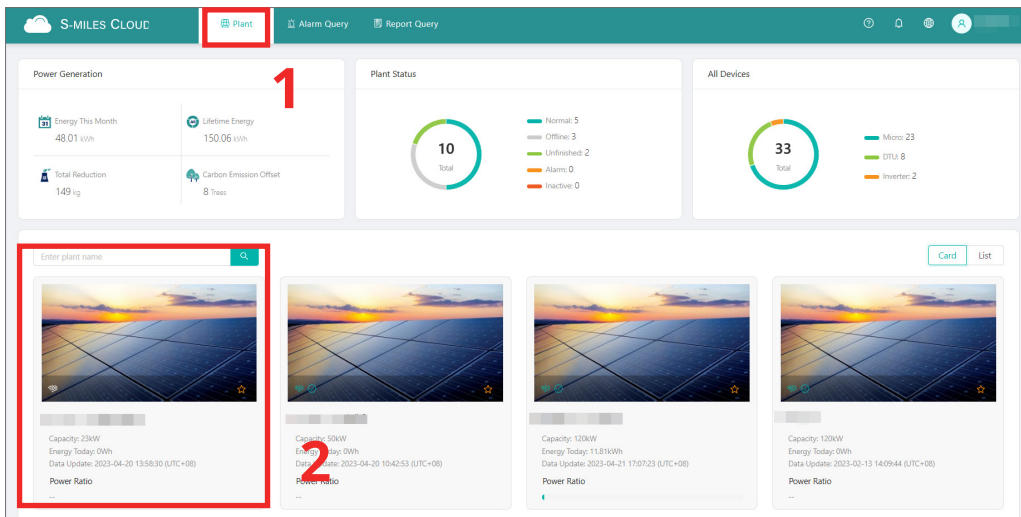 S-MILES CLOUD
Plant
Alarm Query
Report Query
1
Power Generation
31 Energy This Month
48.01 kWh
Lifetime Energy
150.06 kWh
Total Reduction
149 kg
Carbon Emission Offset
8 Trees
Plant Status
10
Total
Normal: 5
Offline: 3
Unfinished: 2
Alarm: 0
Inactive: 0
All Devices
33
Total
Micro: 23
DTU: 8
Inverter: 2
Enter plant name
Card
List
Capacity: 23kW
Energy Today: 0Wh
Data Update: 2023-04-20 13:58:30 (UTC+08)
Power Ratio
--
2
Capacity: 50kW
Energy Today: 0Wh
Data Update: 2023-04-20 10:42:53 (UTC+08)
Power Ratio
--
Capacity: 120kW
Energy Today: 11.81kWh
Data Update: 2023-04-21 17:07:23 (UTC+08)
Power Ratio
Capacity: 120kW
Energy Today: 0Wh
Data Update: 2023-02-13 14:09:44 (UTC+08)
Power Ratio
--